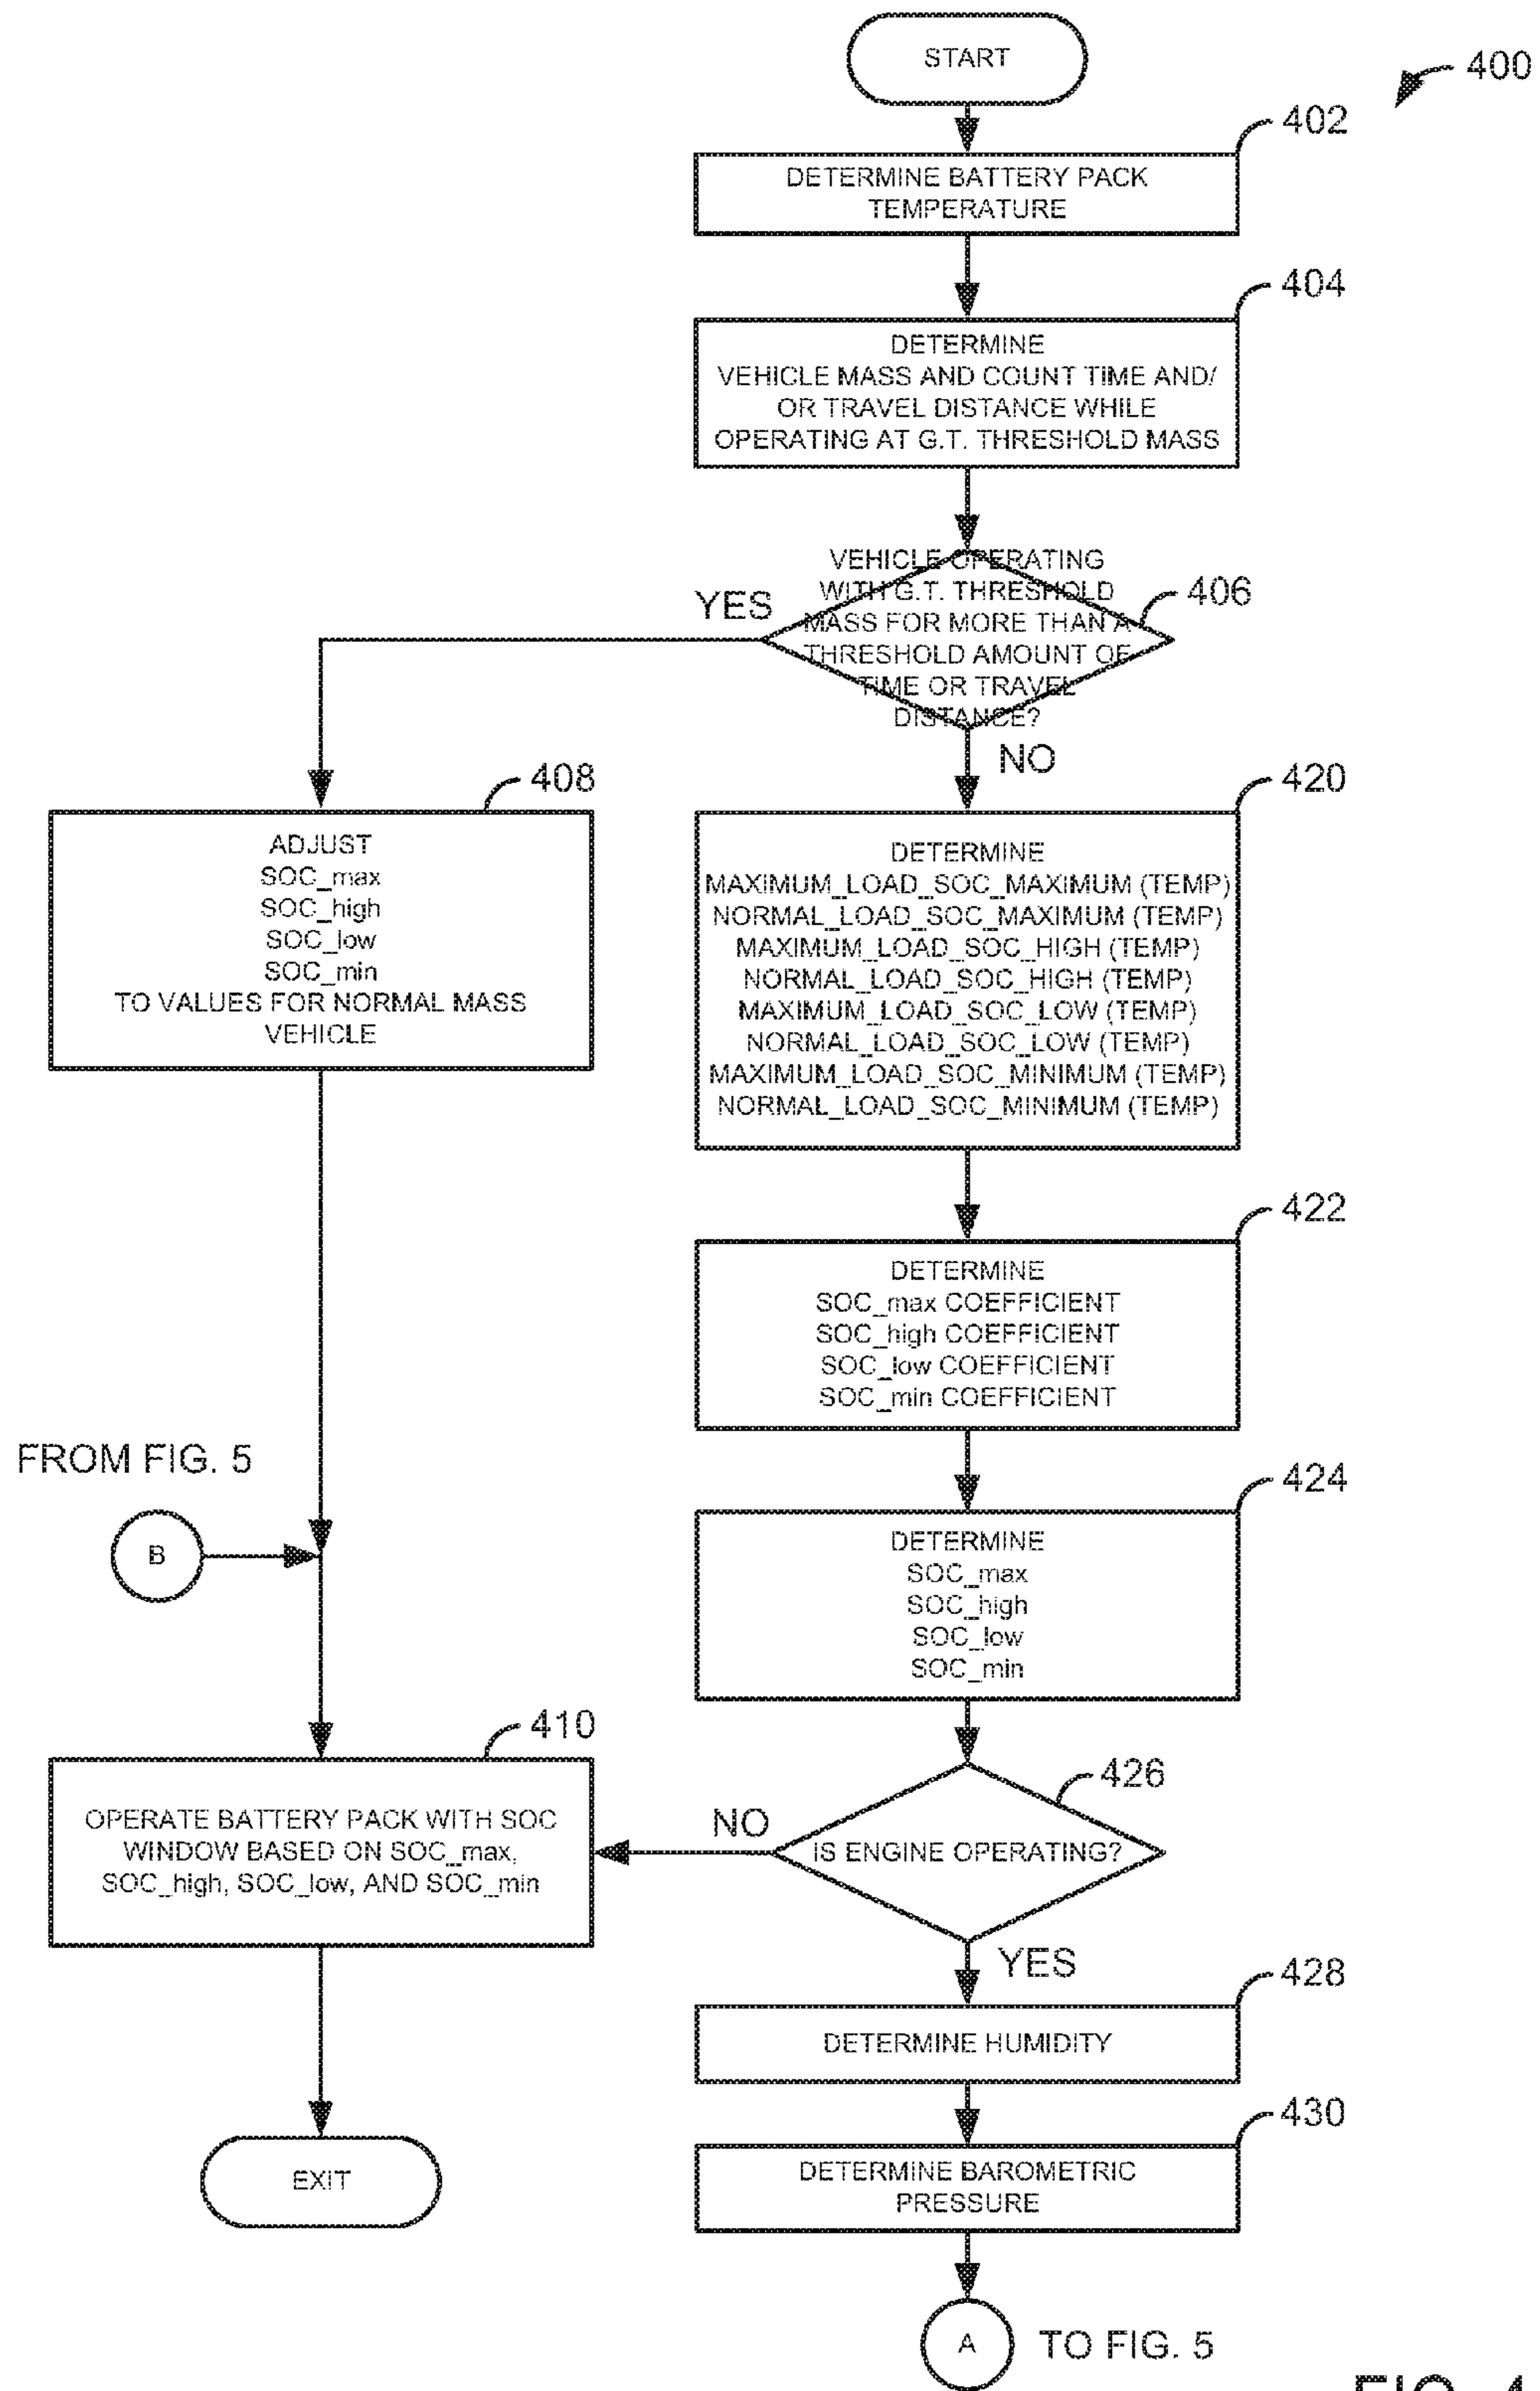 START
400
402
DETERMINE BATTERY PACK
TEMPERATURE
404
DETERMINE
VEHICLE MASS AND COUNT TIME AND/
OR TRAVEL DISTANCE WHILE
OPERATING AT G.T. THRESHOLD MASS
VEHICLE OPERATING
WITH G.T. THRESHOLD
MASS FOR MORE THAN A
THRESHOLD AMOUNT OF
TIME OR TRAVEL
DISTANCE?
406
YES
NO
408
ADJUST
SOC_max
SOC_high
SOC_low
SOC_min
TO VALUES FOR NORMAL MASS
VEHICLE
420
DETERMINE
MAXIMUM_LOAD_SOC_MAXIMUM (TEMP)
NORMAL_LOAD_SOC_MAXIMUM (TEMP)
MAXIMUM_LOAD_SOC_HIGH (TEMP)
NORMAL_LOAD_SOC_HIGH (TEMP)
MAXIMUM_LOAD_SOC_LOW (TEMP)
NORMAL_LOAD_SOC_LOW (TEMP)
MAXIMUM_LOAD_SOC_MINIMUM (TEMP)
NORMAL_LOAD_SOC_MINIMUM (TEMP)
422
DETERMINE
SOC_max COEFFICIENT
SOC_high COEFFICIENT
SOC_low COEFFICIENT
SOC_min COEFFICIENT
FROM FIG. 5
B
424
DETERMINE
SOC_max
SOC_high
SOC_low
SOC_min
410
OPERATE BATTERY PACK WITH SOC
WINDOW BASED ON SOC_max,
SOC_high, SOC_low, AND SOC_min
426
IS ENGINE OPERATING?
NO
YES
428
DETERMINE HUMIDITY
430
DETERMINE BAROMETRIC
PRESSURE
EXIT
A
TO FIG. 5
FIG. 4